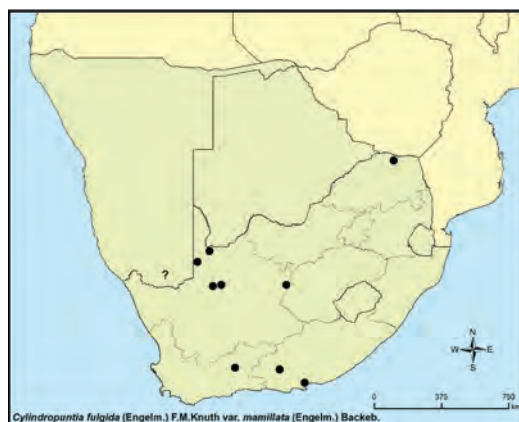 ?
N
W E
S
0 375 750
km
Cylindropuntia fulgida (Engelm.) F.M.Knuth var. mamillata (Engelm.) Backeb.